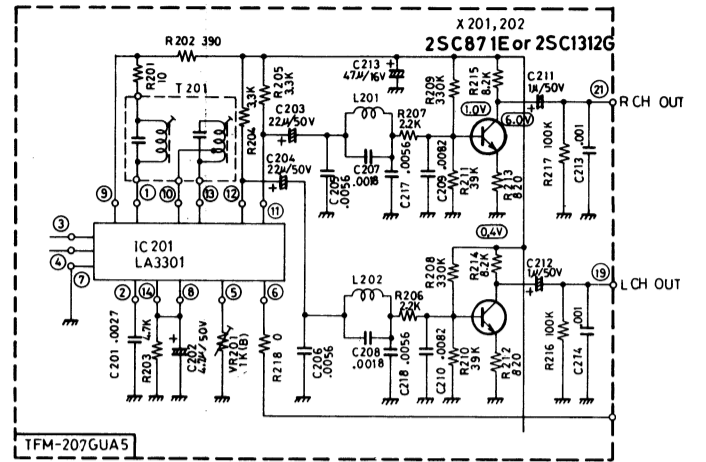 X 201, 202
2SC871E or 2SC1312G
R202 390
R201
10
T 201
3.3K
R204
R205
3.3K
C213
47μ/16V
C203
22μ/50V
C204
22μ/50V
L201
R207
2.2K
R209
330K
R215
8.2K
C211
1μ/50V
21
R CH OUT
1.0V
6.0V
C205
.0056
C207
.0018
C217 .0056
C209 .0082
R211
39K
R213
820
R217 100K
C213 .001
9
1
10
13
12
11
3
4
7
IC 201
LA3301
0.4V
R208
330K
R214
8.2K
C212
1μ/50V
19
L CH OUT
2
14
8
5
6
L202
R206
2.2K
C201 .0027
4.7K
R203
C202
4.7μ/50V
VR201
1K(B)
R218 0
C206
.0056
C208
.0018
C218 .0056
C210 .0082
R210
39K
R212
820
R216 100K
C214 .001
TFM-207GUA5